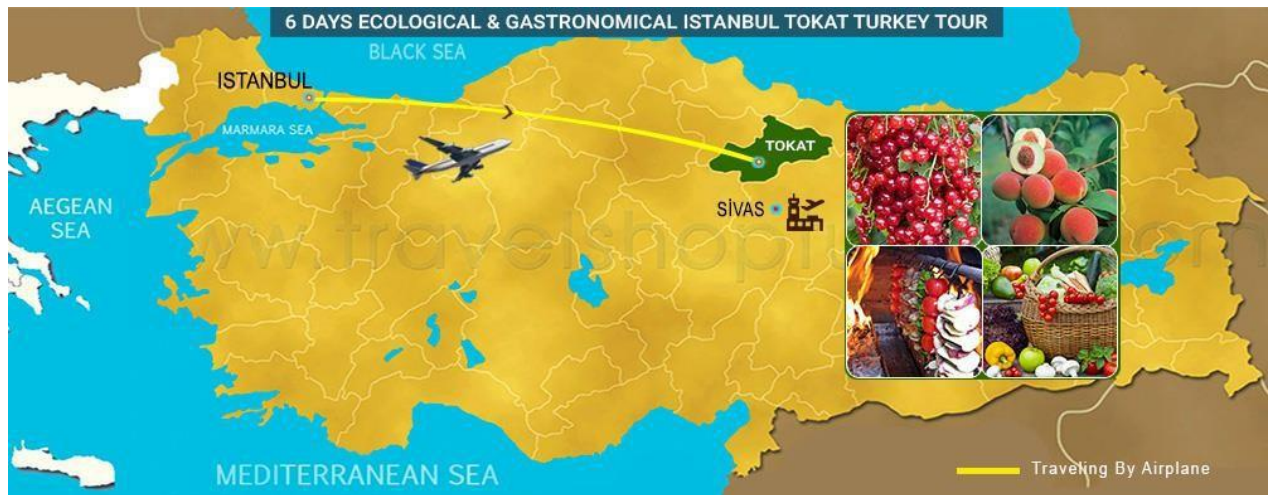 6 DAYS ECOLOGICAL & GASTRONOMICAL ISTANBUL TOKAT TURKEY TOUR
BLACK SEA
ISTANBUL
MARMARA SEA
TOKAT
AEGEAN
SEA
SİVAS
MEDITERRANEAN SEA
Traveling By Airplane